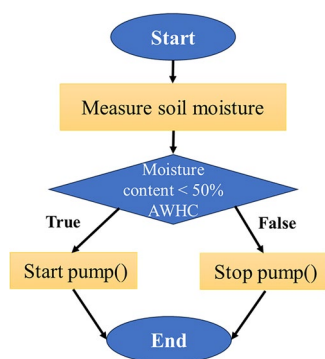 Start
Measure soil moisture
Moisture
content < 50%
AWHC
True
False
Start pump()
Stop pump()
End